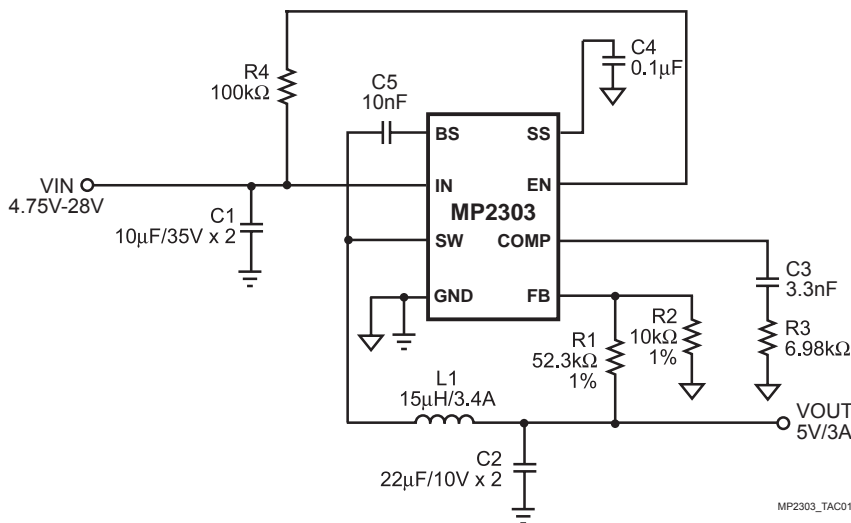 R4
100kΩ
C5
10nF
C4
0.1µF
BS
SS
VIN
4.75V-28V
IN
EN
MP2303
C1
10µF/35V x 2
SW
COMP
C3
3.3nF
GND
FB
R1
52.3kΩ
1%
R2
10kΩ
1%
R3
6.98kΩ
L1
15µH/3.4A
VOUT
5V/3A
C2
22µF/10V x 2
MP2303_TAC01